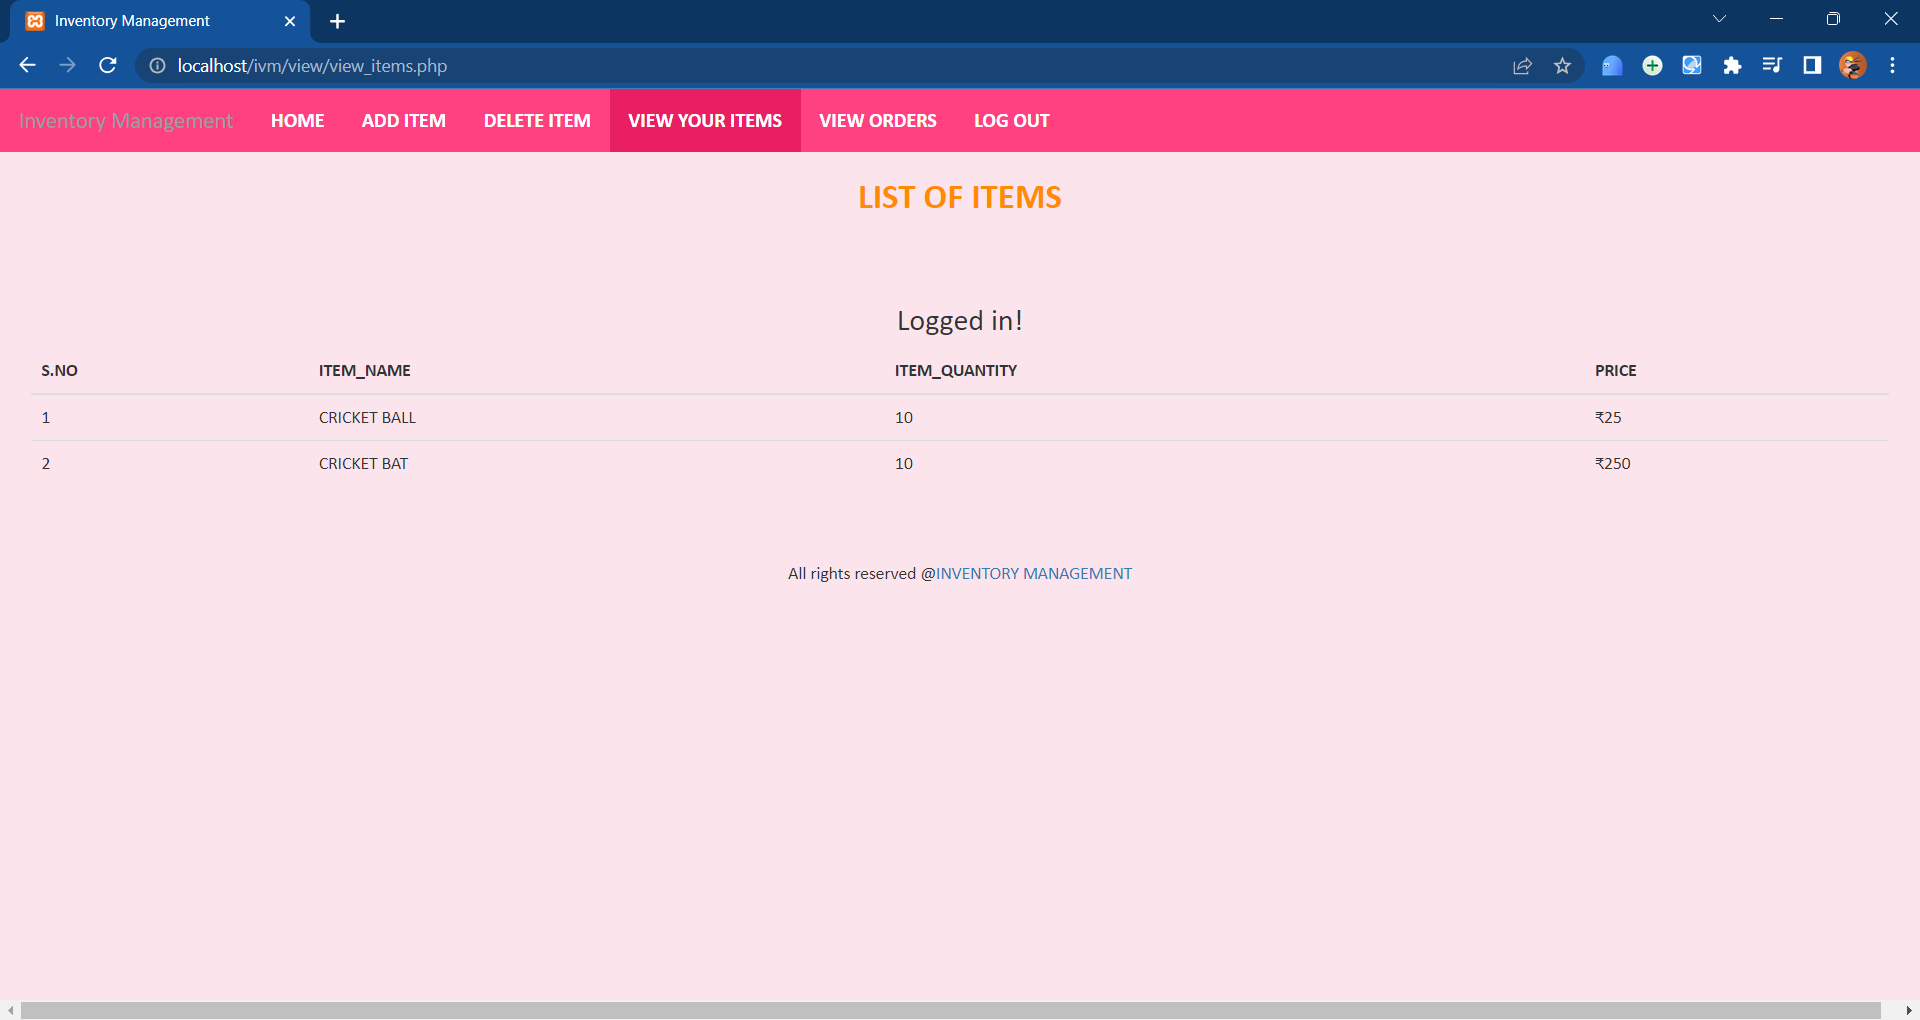 Inventory Management
localhost/ivm/view/view_items.php
Inventory Management HOME ADD ITEM DELETE ITEM VIEW YOUR ITEMS VIEW ORDERS LOG OUT
LIST OF ITEMS
Logged in!
S.NO ITEM_NAME ITEM_QUANTITY PRICE
1 CRICKET BALL 10 ₹25
2 CRICKET BAT 10 ₹250
All rights reserved @INVENTORY MANAGEMENT